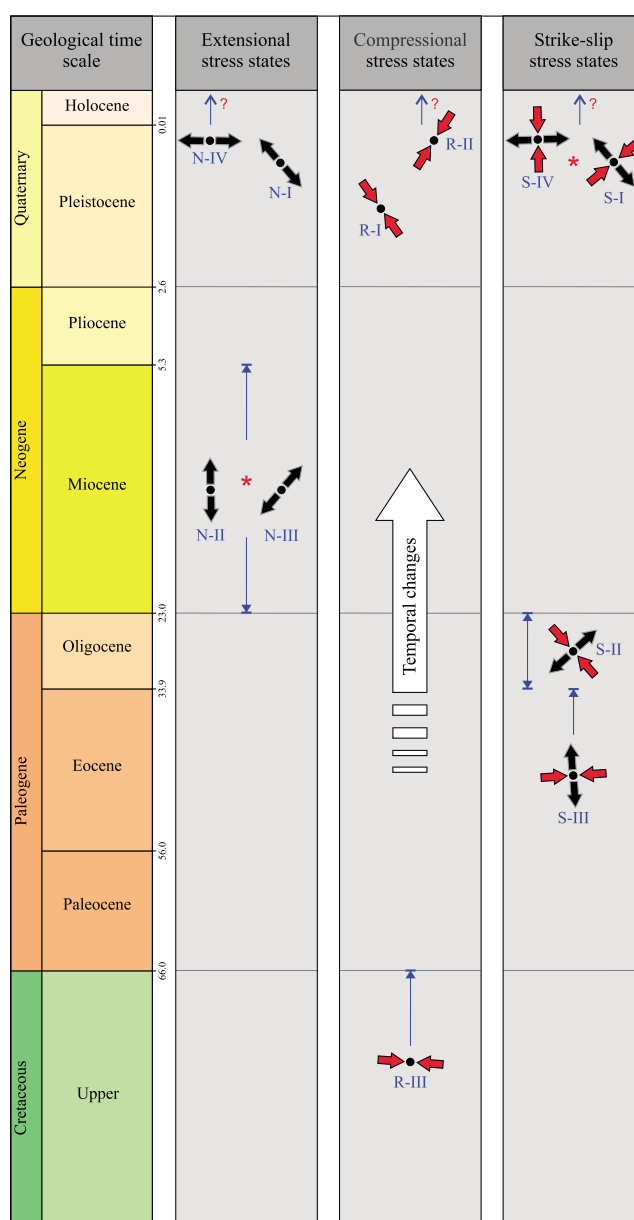 Geological time
scale
Extensional
stress states
Compressional
stress states
Strike-slip
stress states
Quaternary
Holocene
0.01
Pleistocene
2.6
?
N-IV
N-I
?
R-II
R-I
?
*
S-IV
S-I
Neogene
Pliocene
5.3
Miocene
23.0
*
N-II
N-III
Temporal changes
Paleogene
Oligocene
33.9
Eocene
56.0
Paleocene
66.0
S-II
S-III
Cretaceous
Upper
R-III